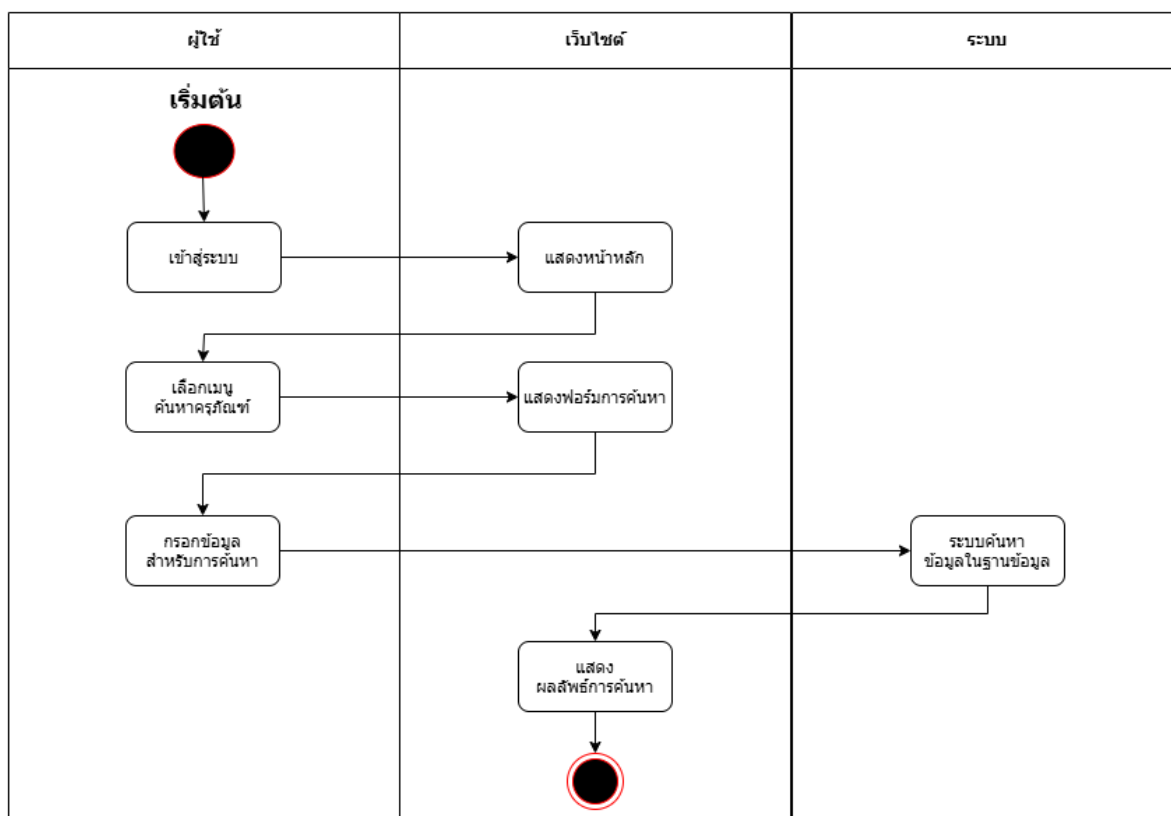 ผู้ใช้
เว็บไซต์
ระบบ
เริ่มต้น
เข้าสู่ระบบ
แสดงหน้าหลัก
เลือกเมนู
ค้นหาครุภัณฑ์
แสดงฟอร์มการค้นหา
กรอกข้อมูล
สำหรับการค้นหา
ระบบค้นหา
ข้อมูลในฐานข้อมูล
แสดง
ผลลัพธ์การค้นหา